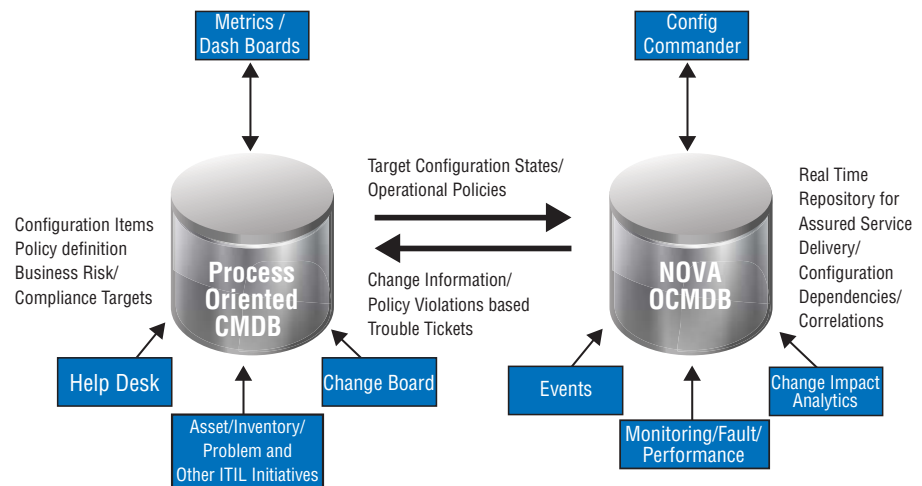 Metrics /
Dash Boards
Config
Commander
Target Configuration States/
Operational Policies
Configuration Items
Policy definition
Business Risk/
Compliance Targets
Process
Oriented
CMDB
Change Information/
Policy Violations based
Trouble Tickets
NOVA
OCMDB
Real Time
Repository for
Assured Service
Delivery/
Configuration
Dependencies/
Correlations
Help Desk
Change Board
Asset/Inventory/
Problem and
Other ITIL Initiatives
Events
Monitoring/Fault/
Performance
Change Impact
Analytics